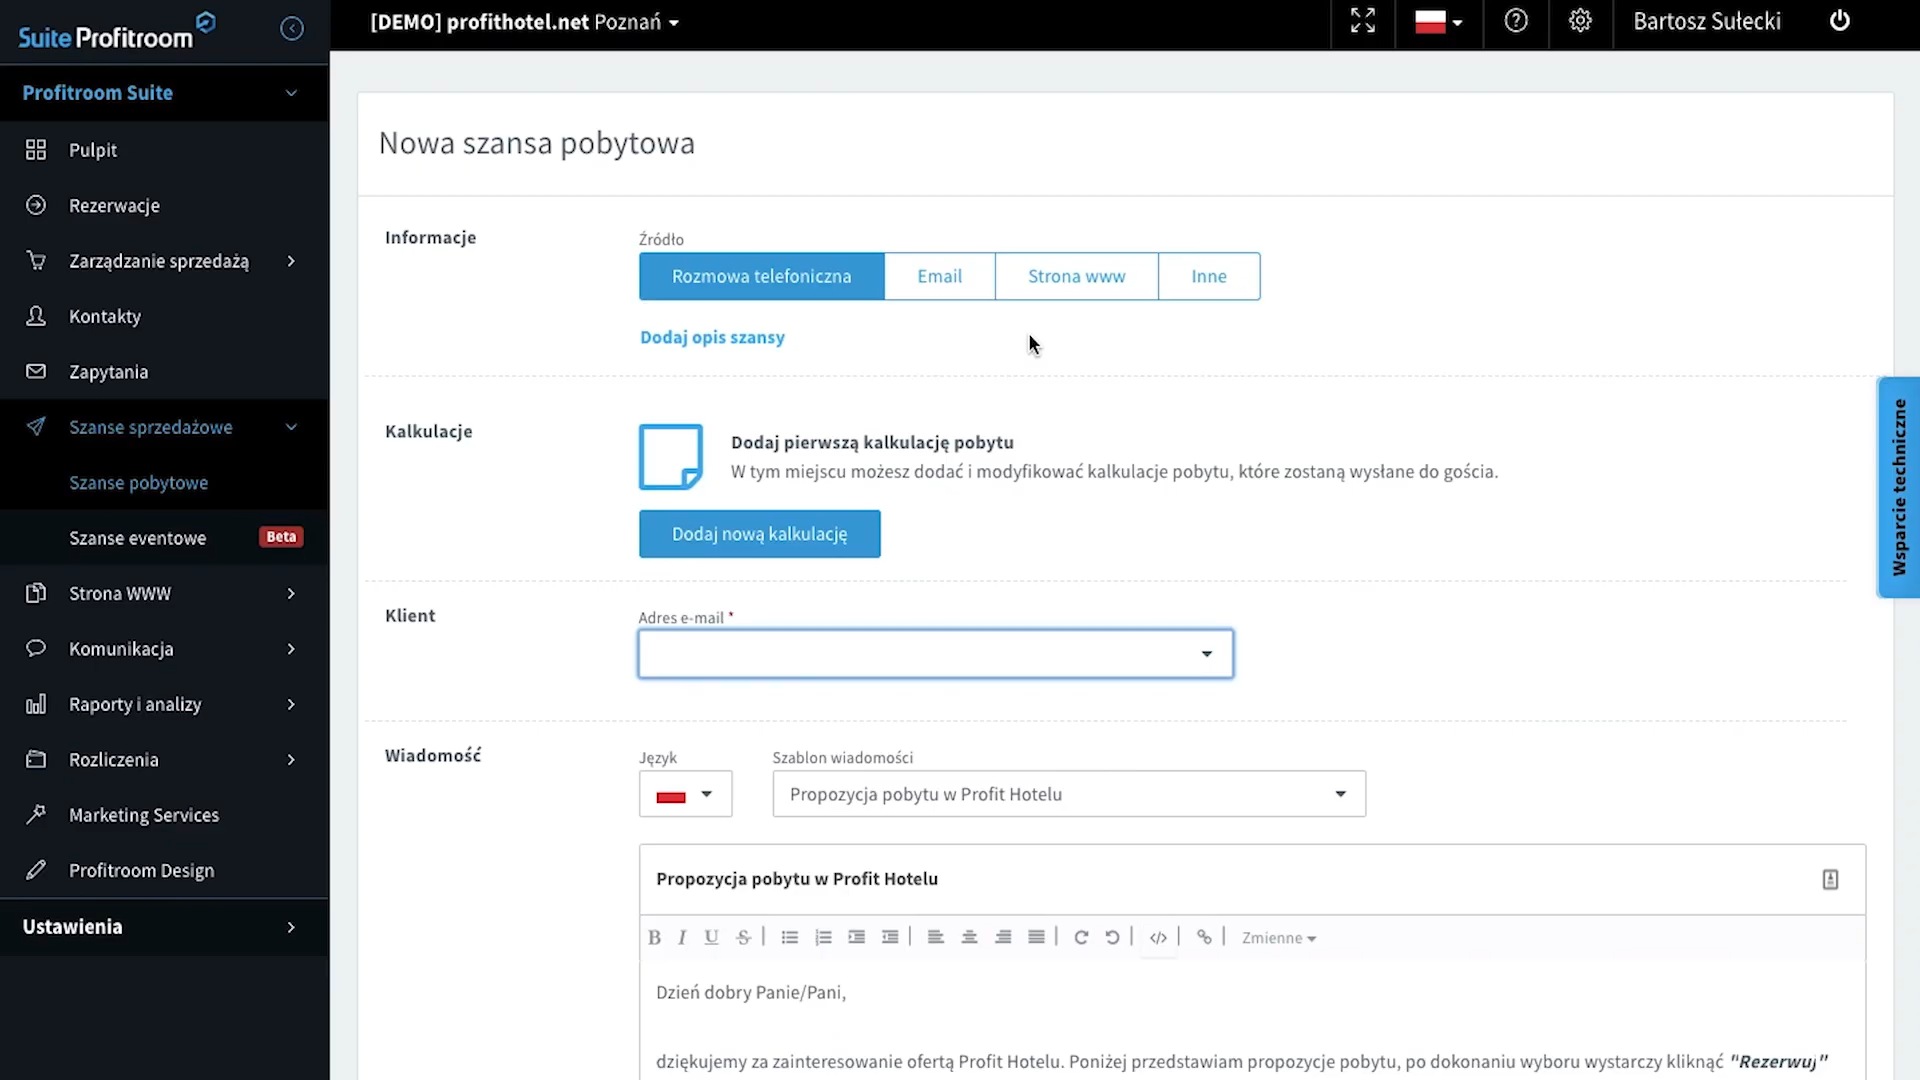 Suite Profitroom
[DEMO] profithotel.net Poznań
Bartosz Sułecki
Profitroom Suite
Pulpit
Rezerwacje
Zarządzanie sprzedażą
Kontakty
Zapytania
Szanse sprzedażowe
Szanse pobytowe
Szanse eventowe Beta
Strona WWW
Komunikacja
Raporty i analizy
Rozliczenia
Marketing Services
Profitroom Design
Ustawienia
Nowa szansa pobytowa
Informacje
Źródło
Rozmowa telefoniczna Email Strona www Inne
Dodaj opis szansy
Kalkulacje
Dodaj pierwszą kalkulację pobytu
W tym miejscu możesz dodać i modyfikować kalkulacje pobytu, które zostaną wysłane do gościa.
Dodaj nową kalkulację
Klient
Adres e-mail *
Wiadomość
Język Szablon wiadomości
Propozycja pobytu w Profit Hotelu
Propozycja pobytu w Profit Hotelu
B I U S Zmienne
Dzień dobry Panie/Pani,
dziękujemy za zainteresowanie ofertą Profit Hotelu. Poniżej przedstawiam propozycje pobytu, po dokonaniu wyboru wystarczy kliknąć "Rezerwuj"
Wsparcie techniczne